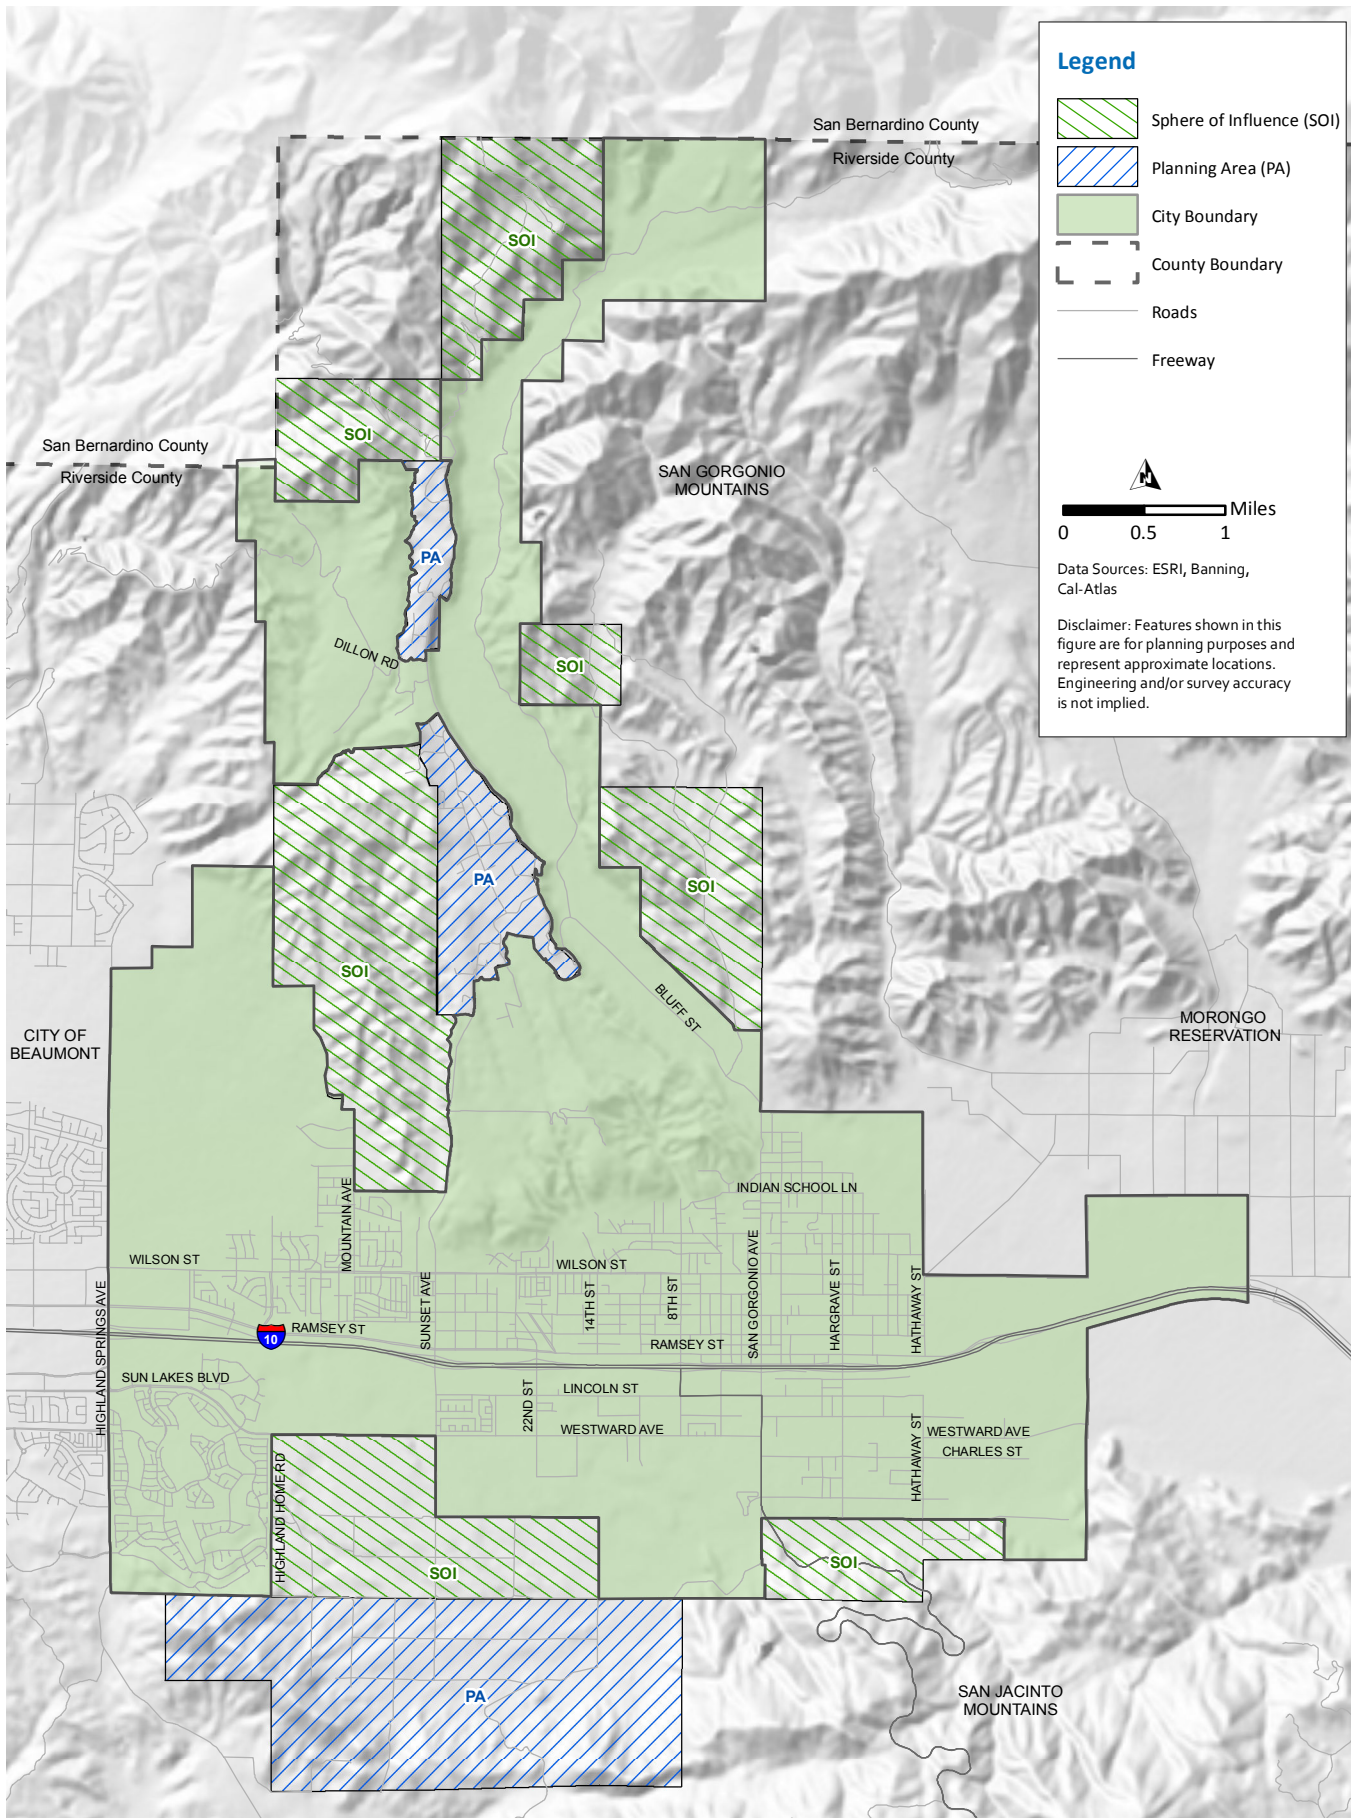 Legend
Sphere of Influence (SOI)
Planning Area (PA)
City Boundary
County Boundary
Roads
Freeway
N
Miles
0 0.5 1
Data Sources: ESRI, Banning,
Cal-Atlas
Disclaimer: Features shown in this
figure are for planning purposes and
represent approximate locations.
Engineering and/or survey accuracy
is not implied.
San Bernardino County
Riverside County
SOI
SOI
San Bernardino County
Riverside County
SAN GORGONIO
MOUNTAINS
PA
DILLON RD
SOI
PA
SOI
SOI
BLUFF ST
CITY OF
BEAUMONT
MORONGO
RESERVATION
INDIAN SCHOOL LN
MOUNTAIN AVE
WILSON ST
WILSON ST
HIGHLAND SPRINGS AVE
SUNSET AVE
14TH ST
8TH ST
SAN GORGONIO AVE
HARGRAVE ST
HATHAWAY ST
10
RAMSEY ST
RAMSEY ST
SUN LAKES BLVD
22ND ST
LINCOLN ST
WESTWARD AVE
HATHAWAY ST
WESTWARD AVE
CHARLES ST
HIGHLAND HOME RD
SOI
SOI
PA
SAN JACINTO
MOUNTAINS